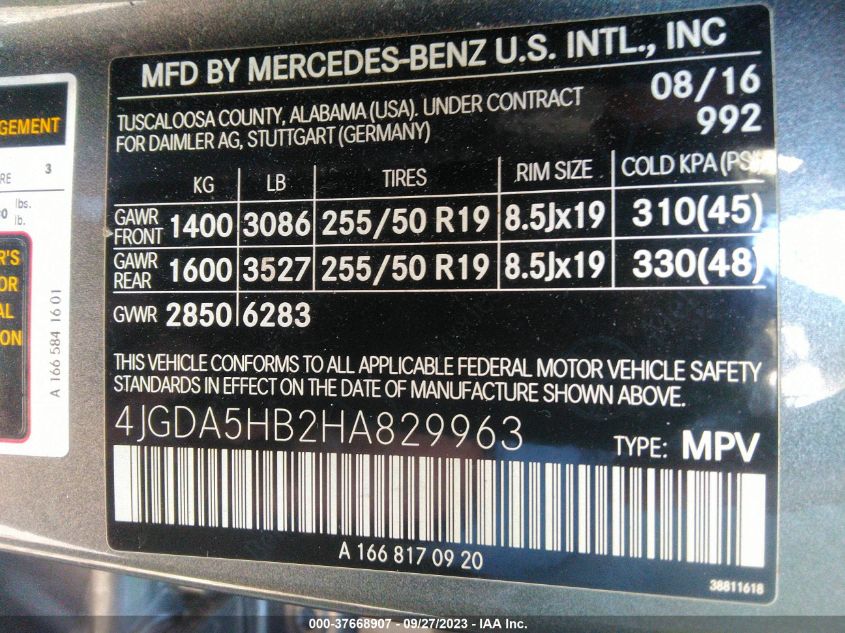 MFD BY MERCEDES-BENZ U.S. INTL., INC
TUSCALOOSA COUNTY, ALABAMA (USA). UNDER CONTRACT
FOR DAIMLER AG, STUTTGART (GERMANY)
08/16
992
KG LB TIRES RIM SIZE COLD KPA (PSI)
GAWR FRONT 1400 3086 255/50 R19 8.5Jx19 310(45)
GAWR REAR 1600 3527 255/50 R19 8.5Jx19 330(48)
GVWR 2850 6283
THIS VEHICLE CONFORMS TO ALL APPLICABLE FEDERAL MOTOR VEHICLE SAFETY
STANDARDS IN EFFECT ON THE DATE OF MANUFACTURE SHOWN ABOVE.
4JGDA5HB2HA829963 TYPE: MPV
A 166 817 09 20
38811618
3
lbs.
lb.
A 166 584 16 01
000-37668907 / 09/27/2023 / © IAA Inc.